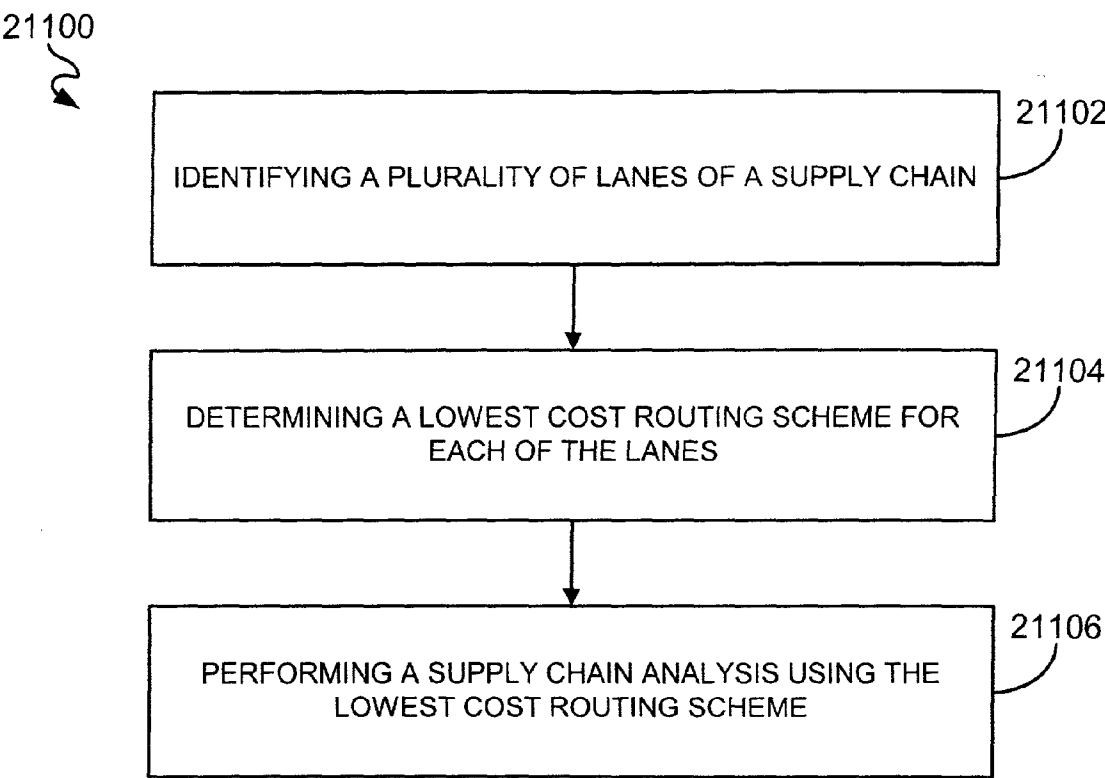 21100
21102
IDENTIFYING A PLURALITY OF LANES OF A SUPPLY CHAIN
21104
DETERMINING A LOWEST COST ROUTING SCHEME FOR
EACH OF THE LANES
21106
PERFORMING A SUPPLY CHAIN ANALYSIS USING THE
LOWEST COST ROUTING SCHEME